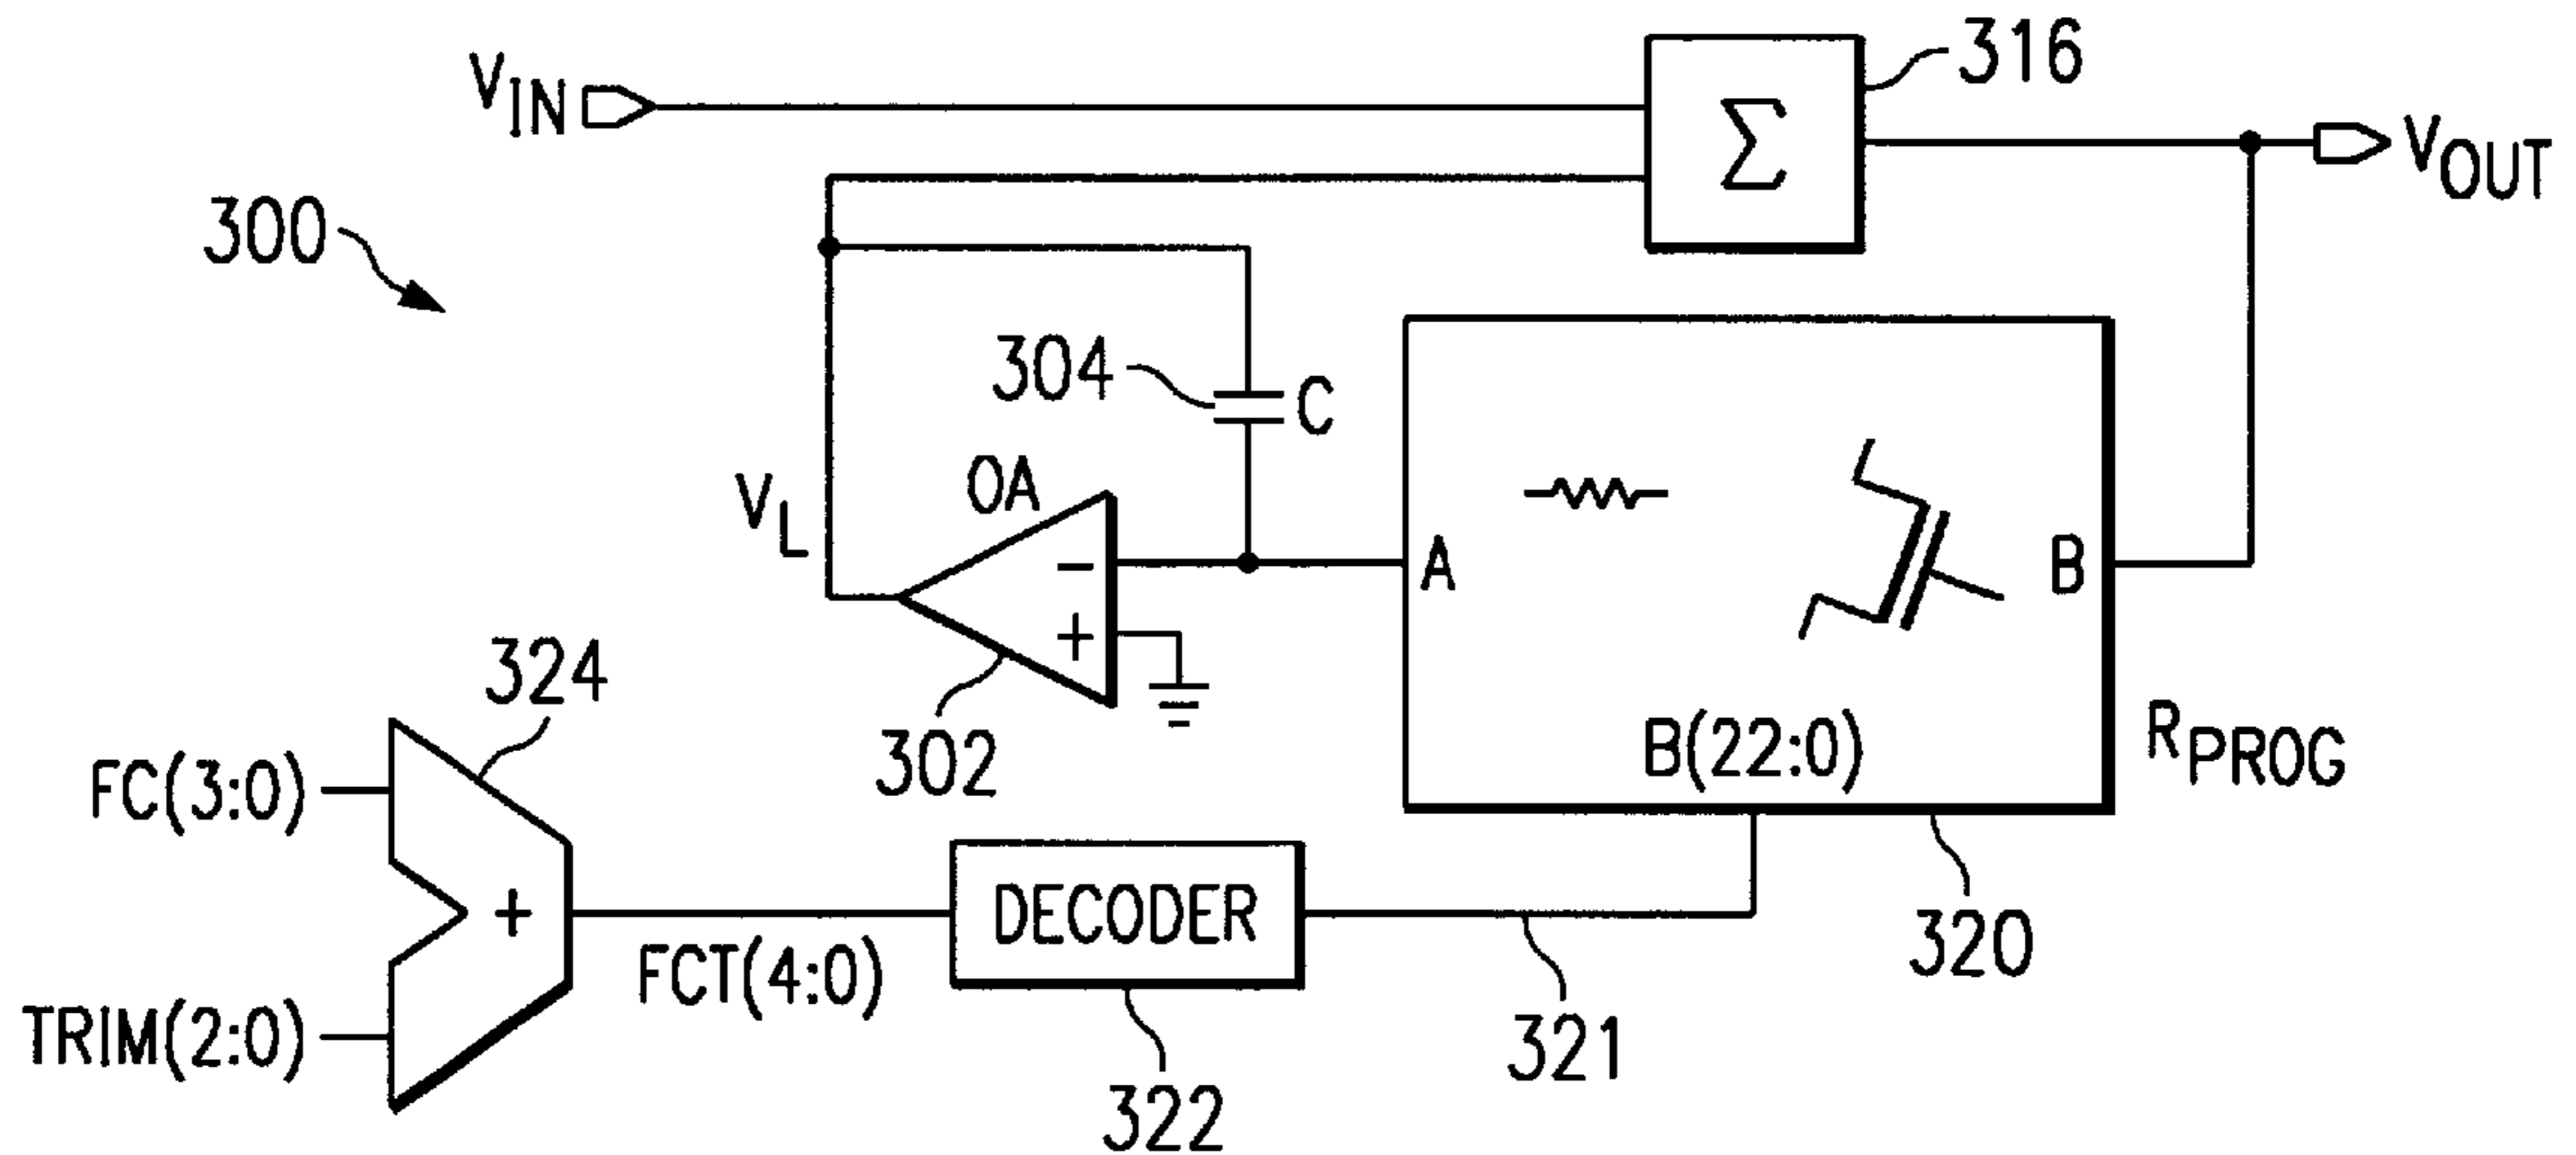 316
V_IN
Σ
V_OUT
300
304
C
OA
V_L
−
+
A
B
302
B(22:0)
R_PROG
324
FC(3:0)
+
DECODER
FCT(4:0)
320
TRIM(2:0)
321
322